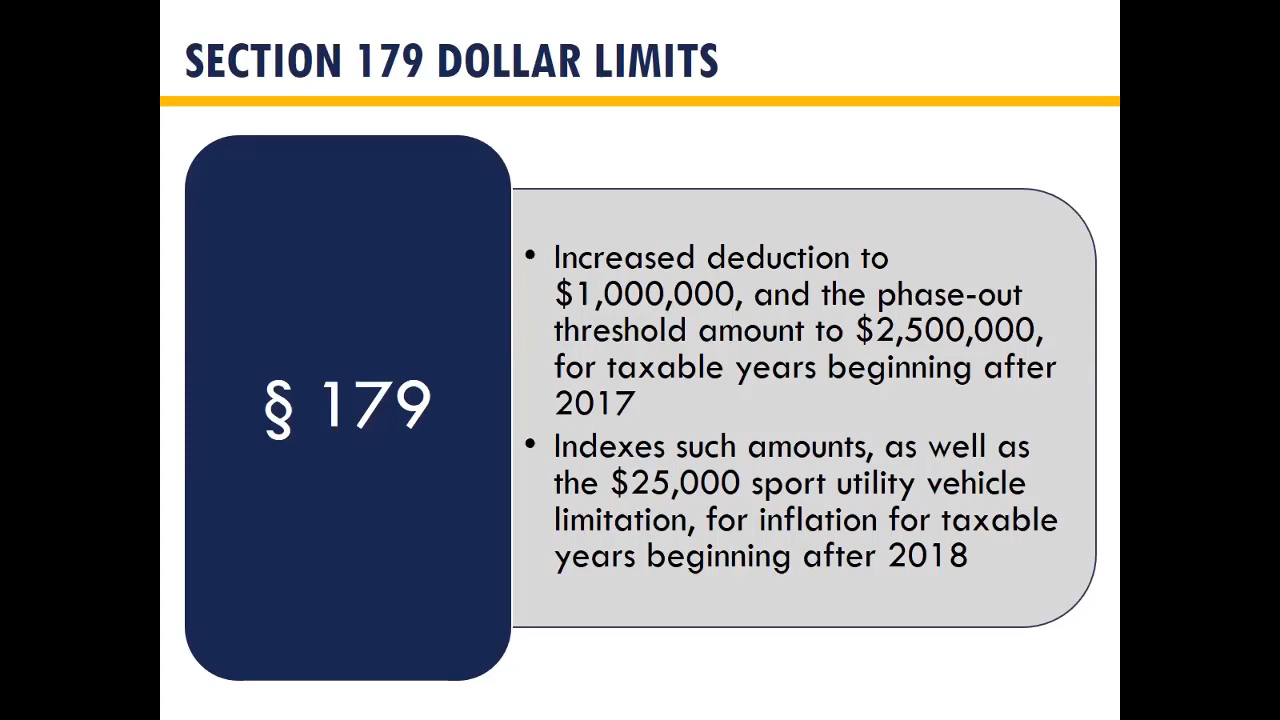 SECTION 179 DOLLAR LIMITS
§ 179
• Increased deduction to
$1,000,000, and the phase-out
threshold amount to $2,500,000,
for taxable years beginning after
2017
• Indexes such amounts, as well as
the $25,000 sport utility vehicle
limitation, for inflation for taxable
years beginning after 2018